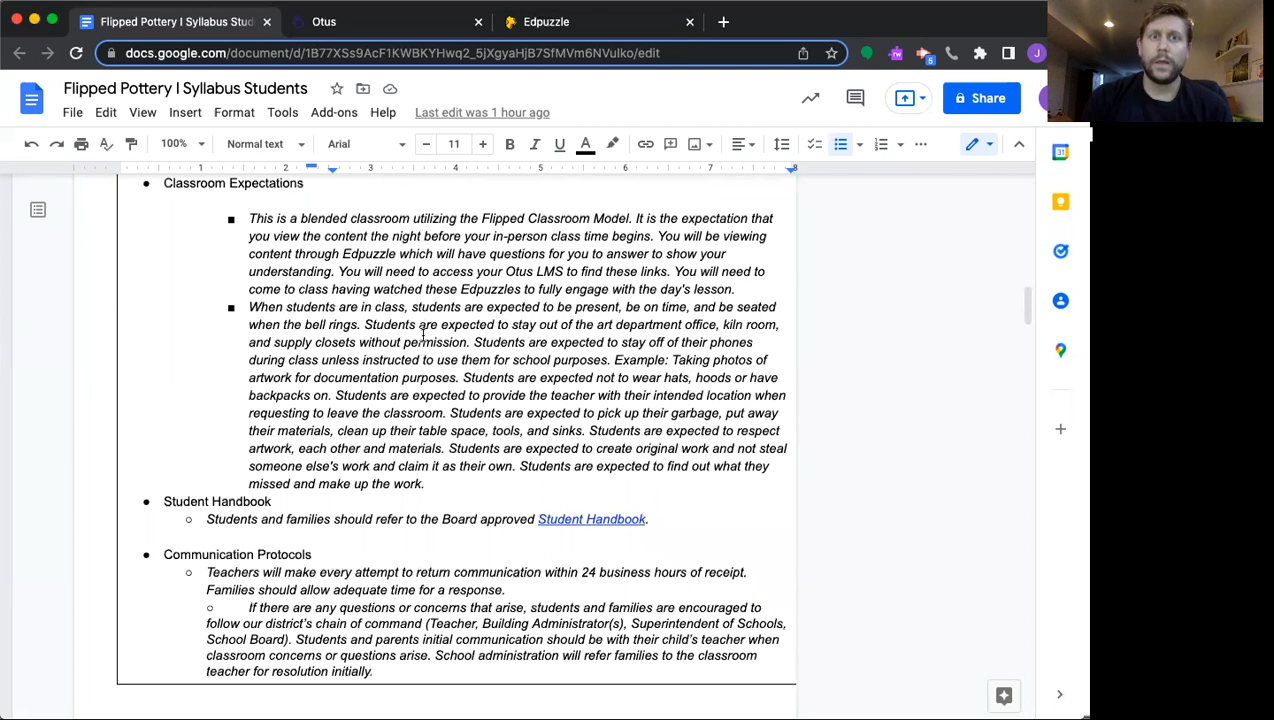 Flipped Pottery I Syllabus Stud
Otus
Edpuzzle
docs.google.com/document/d/1B77XSs9AcF1KWBKYHwq2_5jXgyaHjB7SfMVm6NVulko/edit
5
J
Flipped Pottery I Syllabus Students
File Edit View Insert Format Tools Add-ons Help Last edit was 1 hour ago
Share
100% Normal text Arial 11
1 2 3 4 5 6 7 8
31
Classroom Expectations
This is a blended classroom utilizing the Flipped Classroom Model. It is the expectation that
you view the content the night before your in-person class time begins. You will be viewing
content through Edpuzzle which will have questions for you to answer to show your
understanding. You will need to access your Otus LMS to find these links. You will need to
come to class having watched these Edpuzzles to fully engage with the day's lesson.
When students are in class, students are expected to be present, be on time, and be seated
when the bell rings. Students are expected to stay out of the art department office, kiln room,
and supply closets without permission. Students are expected to stay off of their phones
during class unless instructed to use them for school purposes. Example: Taking photos of
artwork for documentation purposes. Students are expected not to wear hats, hoods or have
backpacks on. Students are expected to provide the teacher with their intended location when
requesting to leave the classroom. Students are expected to pick up their garbage, put away
their materials, clean up their table space, tools, and sinks. Students are expected to respect
artwork, each other and materials. Students are expected to create original work and not steal
someone else's work and claim it as their own. Students are expected to find out what they
missed and make up the work.
Student Handbook
Students and families should refer to the Board approved Student Handbook.
Communication Protocols
Teachers will make every attempt to return communication within 24 business hours of receipt.
Families should allow adequate time for a response.
If there are any questions or concerns that arise, students and families are encouraged to
follow our district's chain of command (Teacher, Building Administrator(s), Superintendent of Schools,
School Board). Students and parents initial communication should be with their child's teacher when
classroom concerns or questions arise. School administration will refer families to the classroom
teacher for resolution initially.